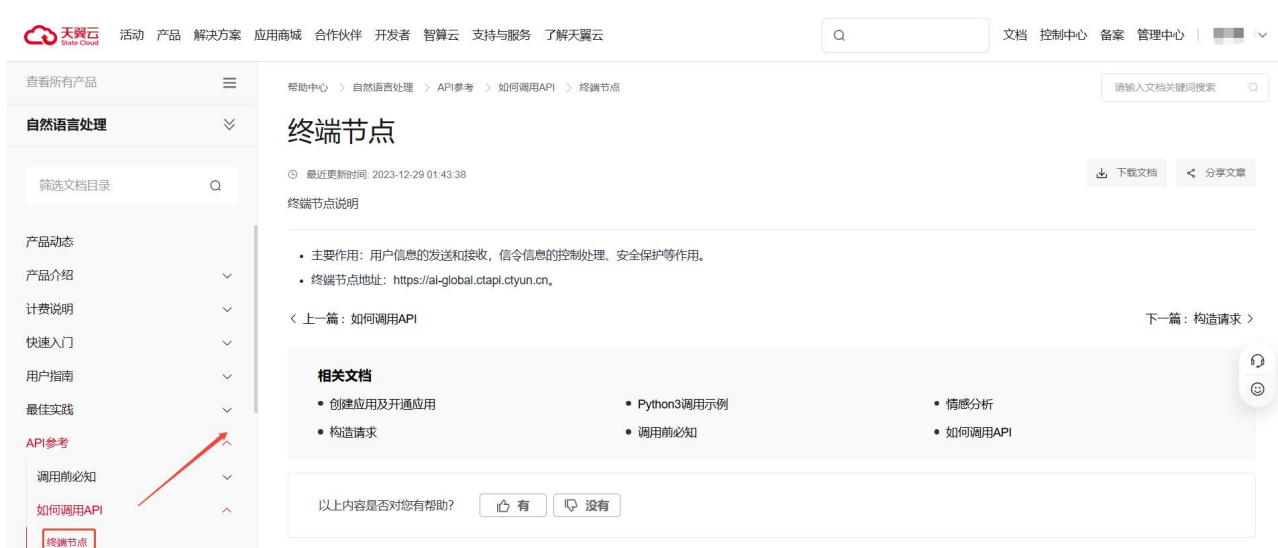 天翼云 活动 产品 解决方案 应用商城 合作伙伴 开发者 智算云 支持与服务 了解天翼云 文档 控制中心 备案 管理中心
State Cloud
查看所有产品
帮助中心 > 自然语言处理 > API参考 > 如何调用API > 终端节点
请输入文档关键词搜索
自然语言处理
终端节点
最近更新时间: 2023-12-29 01:43:38
下载文档
分享文章
筛选文档目录
终端节点说明
产品动态
• 主要作用：用户信息的发送和接收，信令信息的控制处理、安全保护等作用。
产品介绍
• 终端节点地址：https://ai-global.ctapi.ctyun.cn。
计费说明
< 上一篇 : 如何调用API
下一篇 : 构造请求 >
快速入门
用户指南
最佳实践
API参考
调用前必知
如何调用API
终端节点
相关文档
• 创建应用及开通应用
• Python3调用示例
• 情感分析
• 构造请求
• 调用前必知
• 如何调用API
以上内容是否对您有帮助?
有
没有